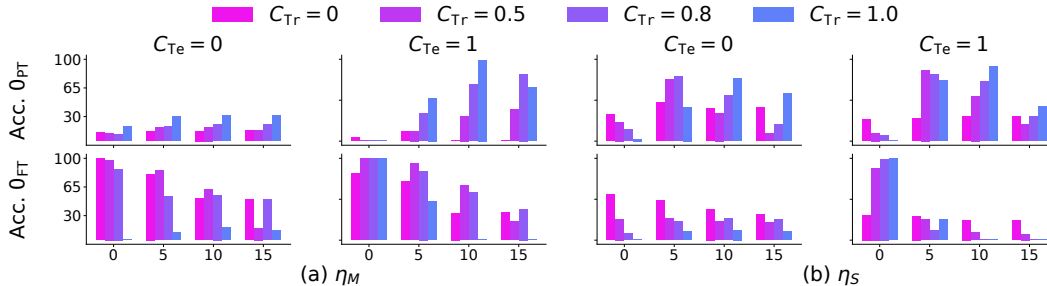 C_Tr = 0 C_Tr = 0.5 C_Tr = 0.8 C_Tr = 1.0
C_Te = 0 C_Te = 1 C_Te = 0 C_Te = 1
Acc. 0_PT
100
65
30
Acc. 0_FT
100
65
30
0 5 10 15 0 5 10 15 0 5 10 15 0 5 10 15
(a) η_M (b) η_S